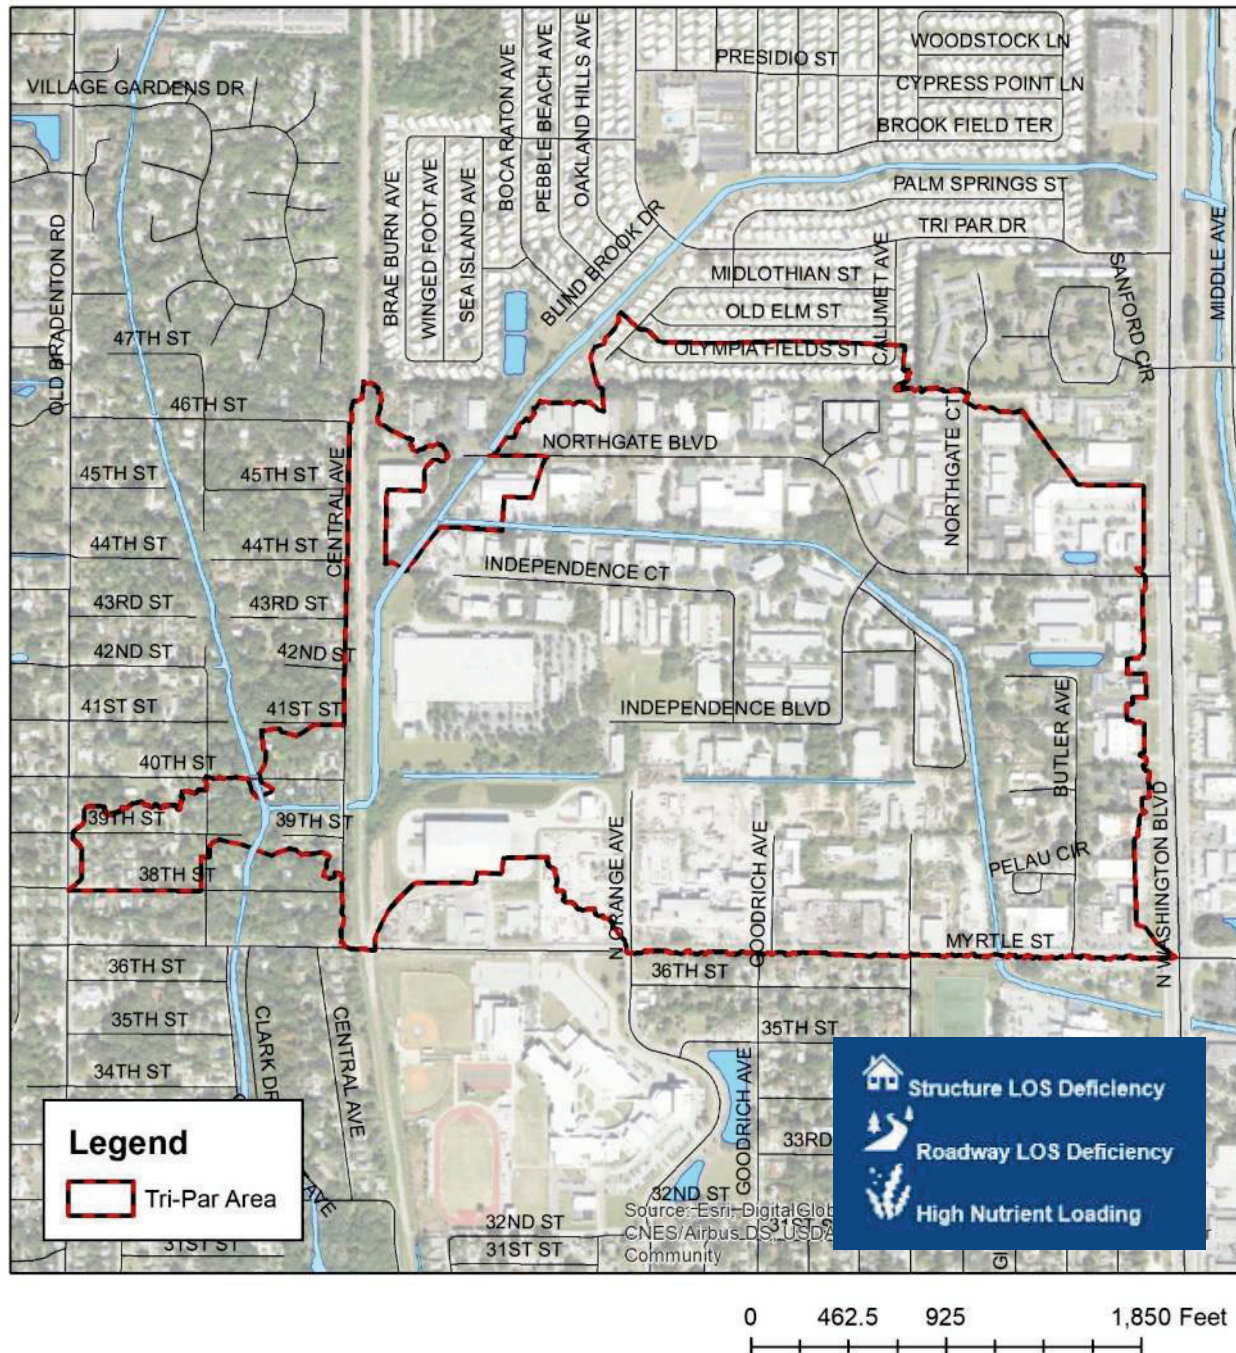 WOODSTOCK LN
PRESIDIO ST
CYPRESS POINT LN
VILLAGE GARDENS DR
BROOK FIELD TER
BOCA RATON AVE
PEBBLE BEACH AVE
OAKLAND HILLS AVE
PALM SPRINGS ST
TRI PAR DR
BRAE BURN AVE
WINGED FOOT AVE
SEA ISLAND AVE
BLIND BROOK DR
MIDLOTHIAN ST
CALUMET AVE
SANFORD CIR
MIDDLE AVE
OLD BRADENTON RD
OLD ELM ST
47TH ST
OLYMPIA FIELDS ST
46TH ST
NORTHGATE BLVD
NORTHGATE CT
45TH ST
45TH ST
CENTRAL AVE
44TH ST
44TH ST
INDEPENDENCE CT
43RD ST
43RD ST
42ND ST
42ND ST
41ST ST
41ST ST
INDEPENDENCE BLVD
BUTLER AVE
40TH ST
39TH ST
39TH ST
N ORANGE AVE
GOODRICH AVE
N WASHINGTON BLVD
38TH ST
PELAU CIR
MYRTLE ST
36TH ST
36TH ST
35TH ST
CLARK DR
CENTRAL AVE
35TH ST
34TH ST
GOODRICH AVE
33RD
32ND ST
32ND ST
31ST S
31ST ST
31ST ST
AVE
Legend
Tri-Par Area
Structure LOS Deficiency
Roadway LOS Deficiency
High Nutrient Loading
Source: Esri, DigitalGlob
CNES/Airbus DS, USDA
Community
0 462.5 925 1,850 Feet